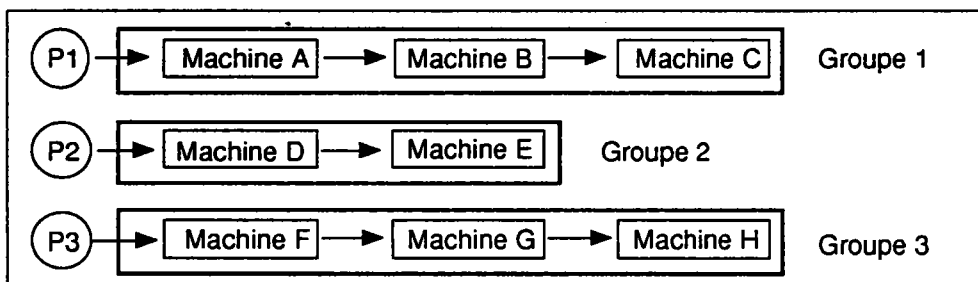 P1 Machine A Machine B Machine C Groupe 1
P2 Machine D Machine E Groupe 2
P3 Machine F Machine G Machine H Groupe 3